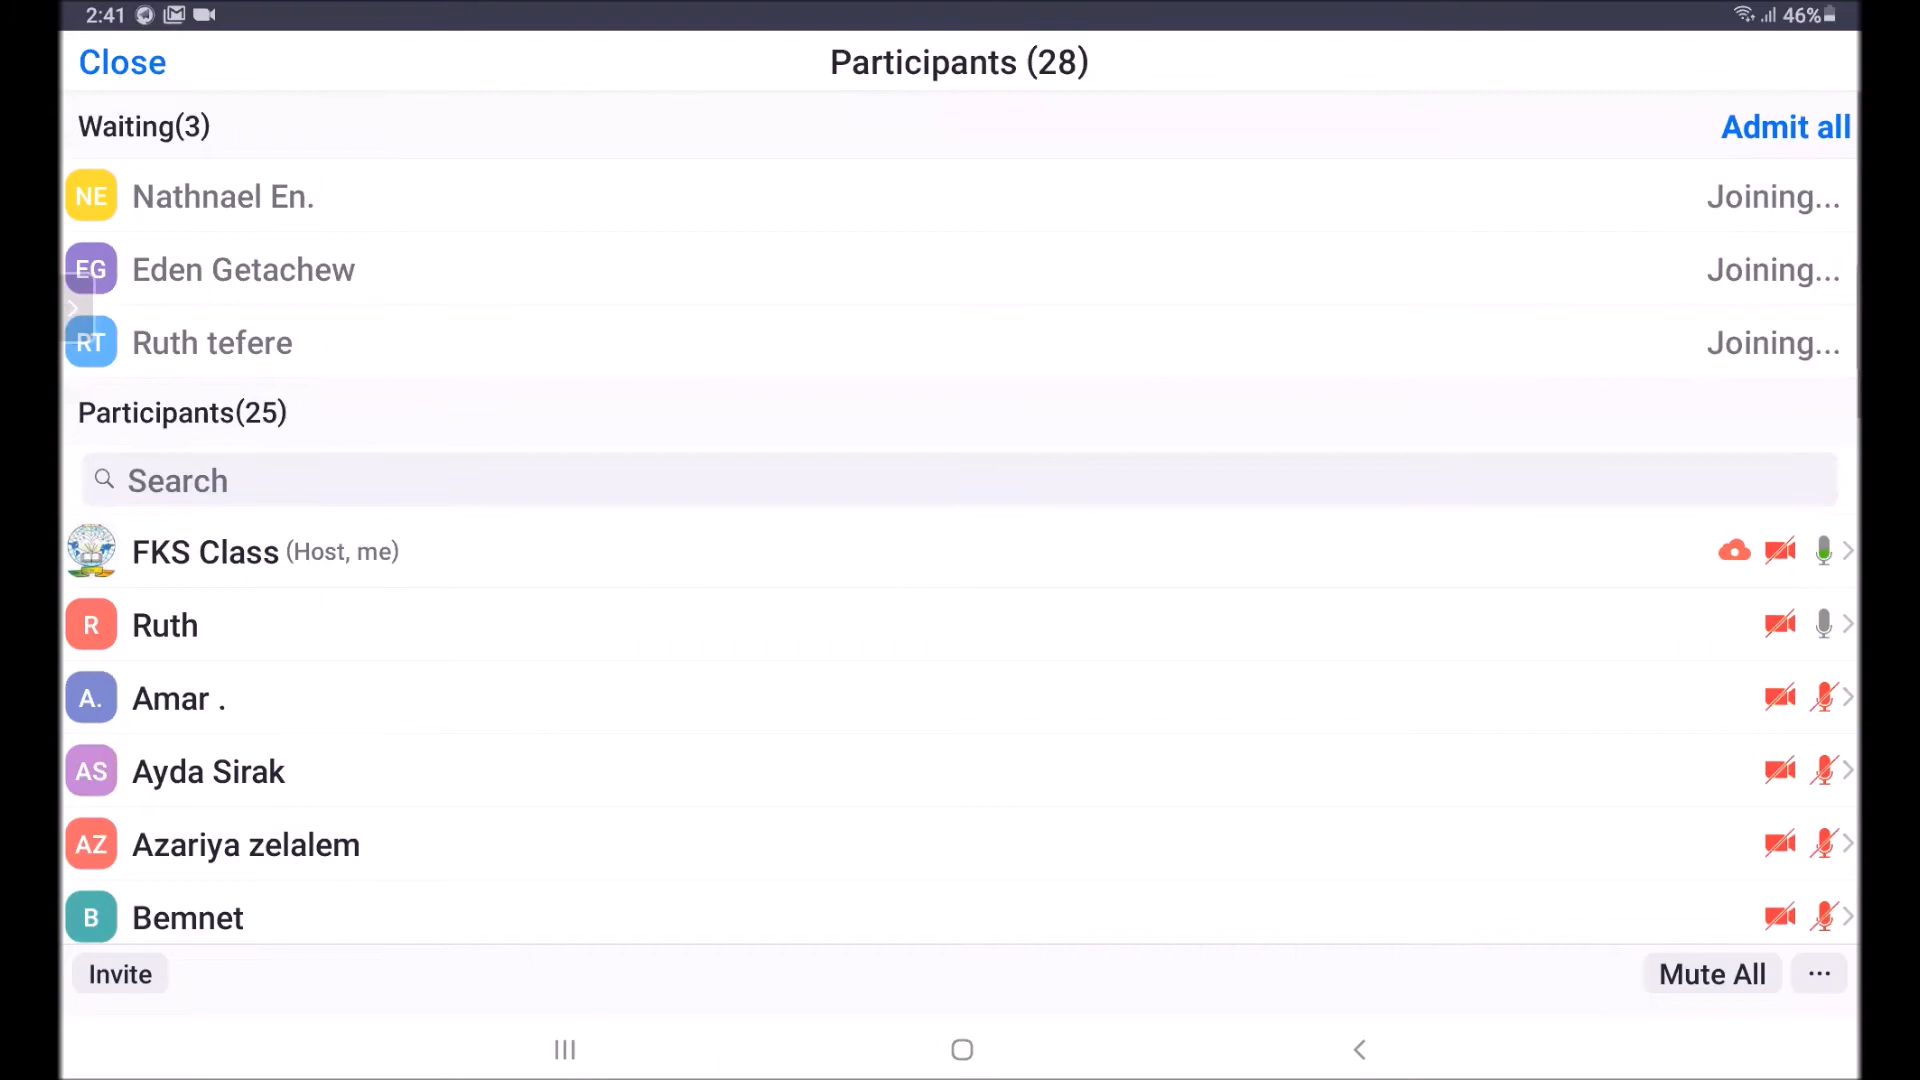 2:41 46%
Close Participants (28)
Waiting(3) Admit all
NE Nathnael En. Joining...
EG Eden Getachew Joining...
RT Ruth tefere Joining...
Participants(25)
Search
FKS Class (Host, me)
R Ruth
A. Amar .
AS Ayda Sirak
AZ Azariya zelalem
B Bemnet
Invite Mute All ...